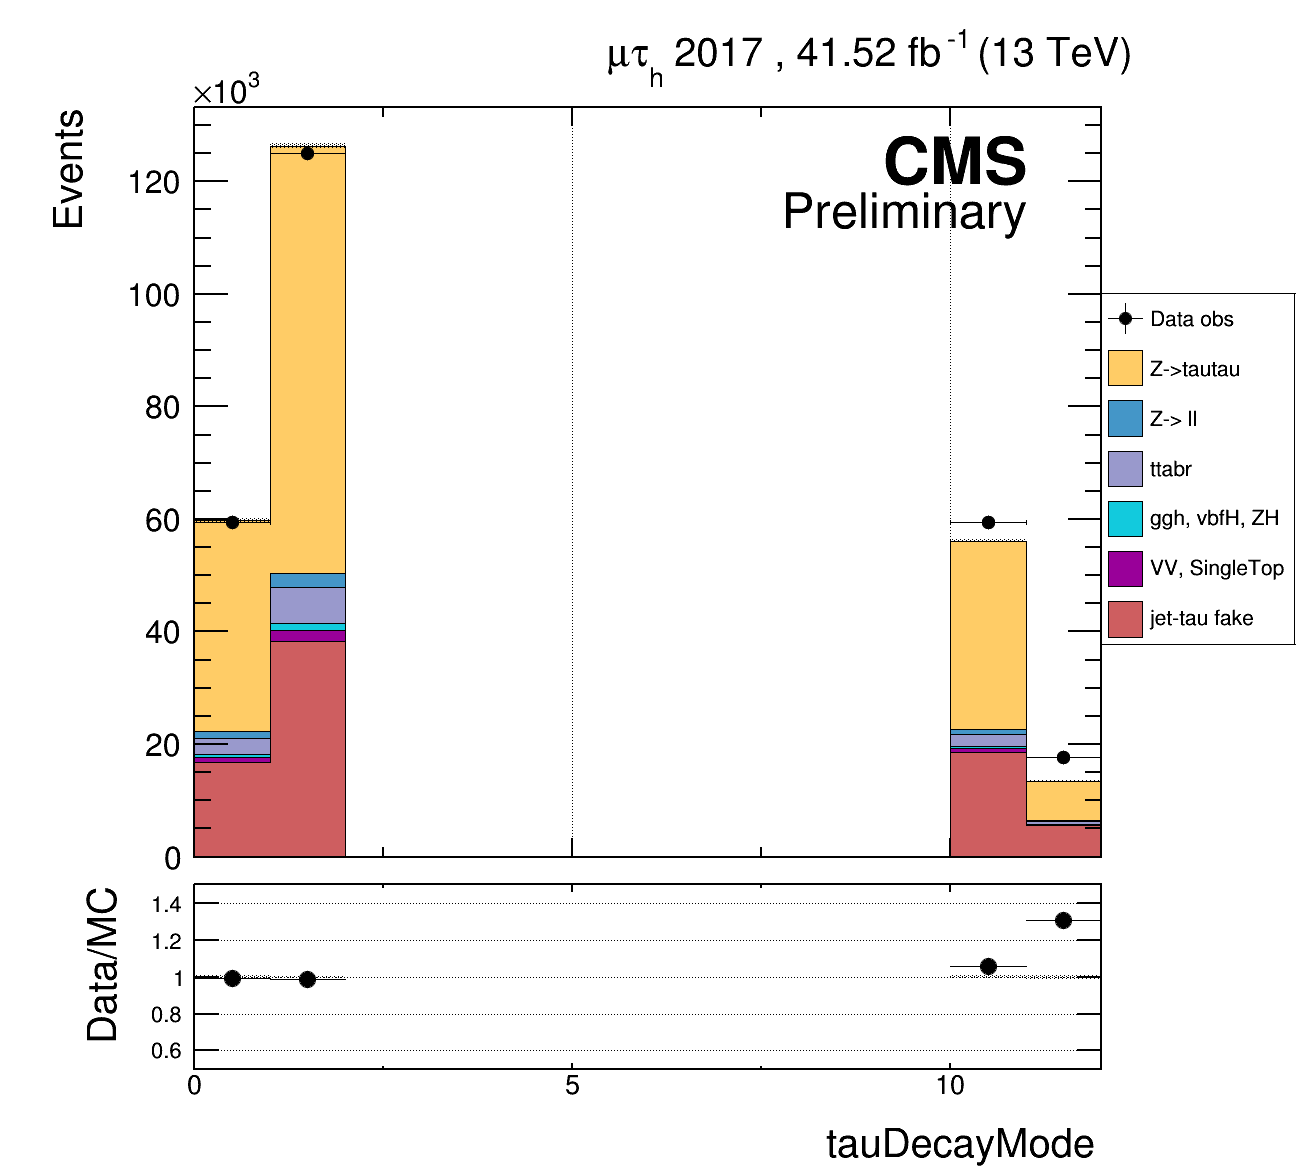 μτh 2017 , 41.52 fb-1 (13 TeV)
×103
Events
CMS
Preliminary
120
100
80
60
40
20
0
Data obs
Z->tautau
Z-> ll
ttabr
ggh, vbfH, ZH
VV, SingleTop
jet-tau fake
Data/MC
1.4
1.2
1
0.8
0.6
0 5 10
tauDecayMode